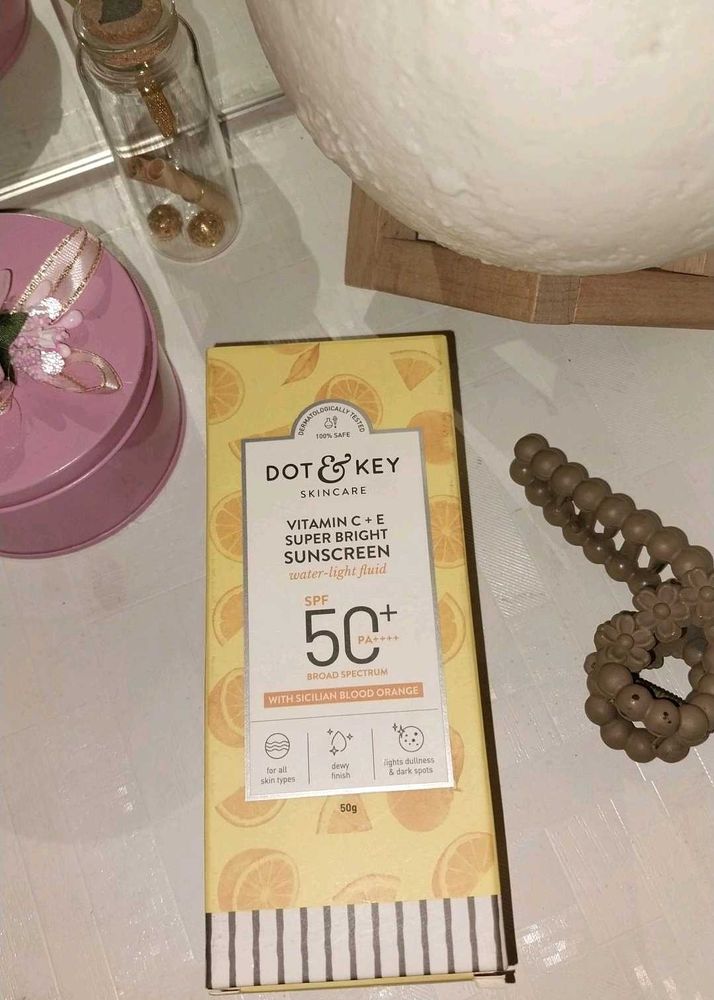 DERMATOLOGICALLY TESTED
100% SAFE
DOT & KEY
SKINCARE
VITAMIN C + E
SUPER BRIGHT
SUNSCREEN
water-light fluid
SPF
50+
PA++++
BROAD SPECTRUM
WITH SICILIAN BLOOD ORANGE
for all
skin types
dewy
finish
fights dullness
& dark spots
50g